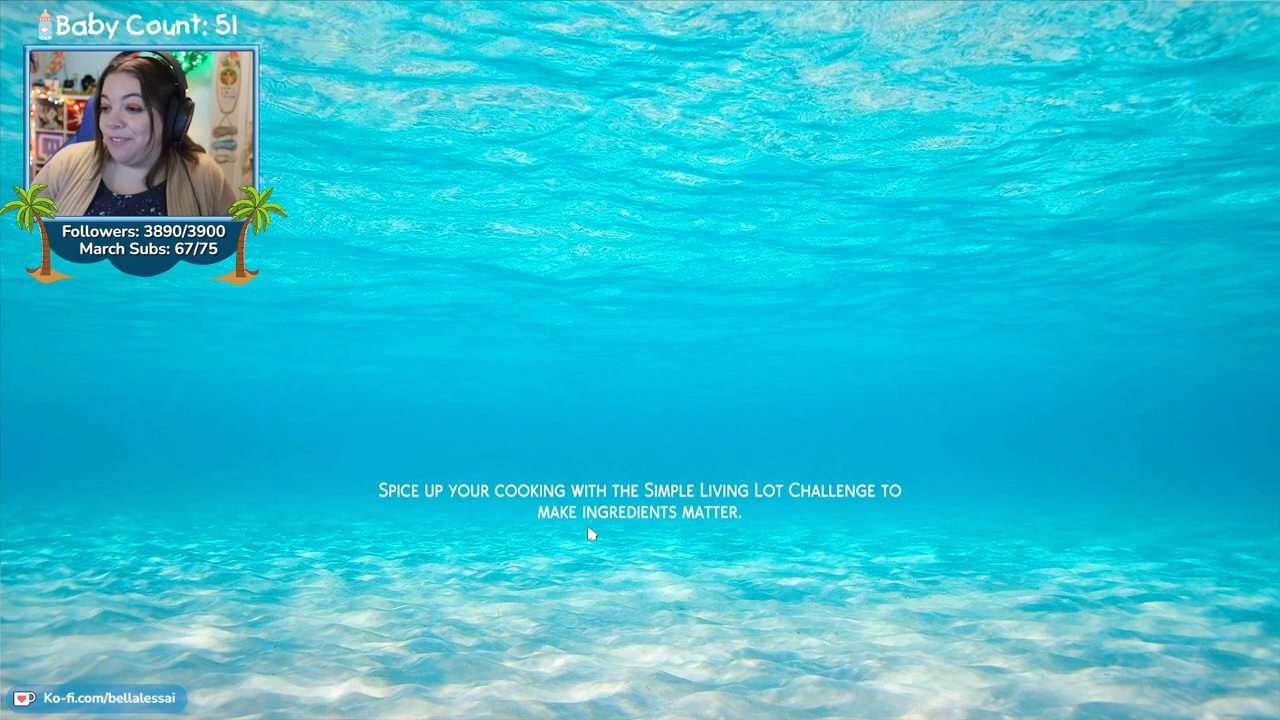 Baby Count: 51
Followers: 3890/3900
March Subs: 67/75
Spice up your cooking with the Simple Living Lot Challenge to
make ingredients matter.
Ko-fi.com/bellalessai